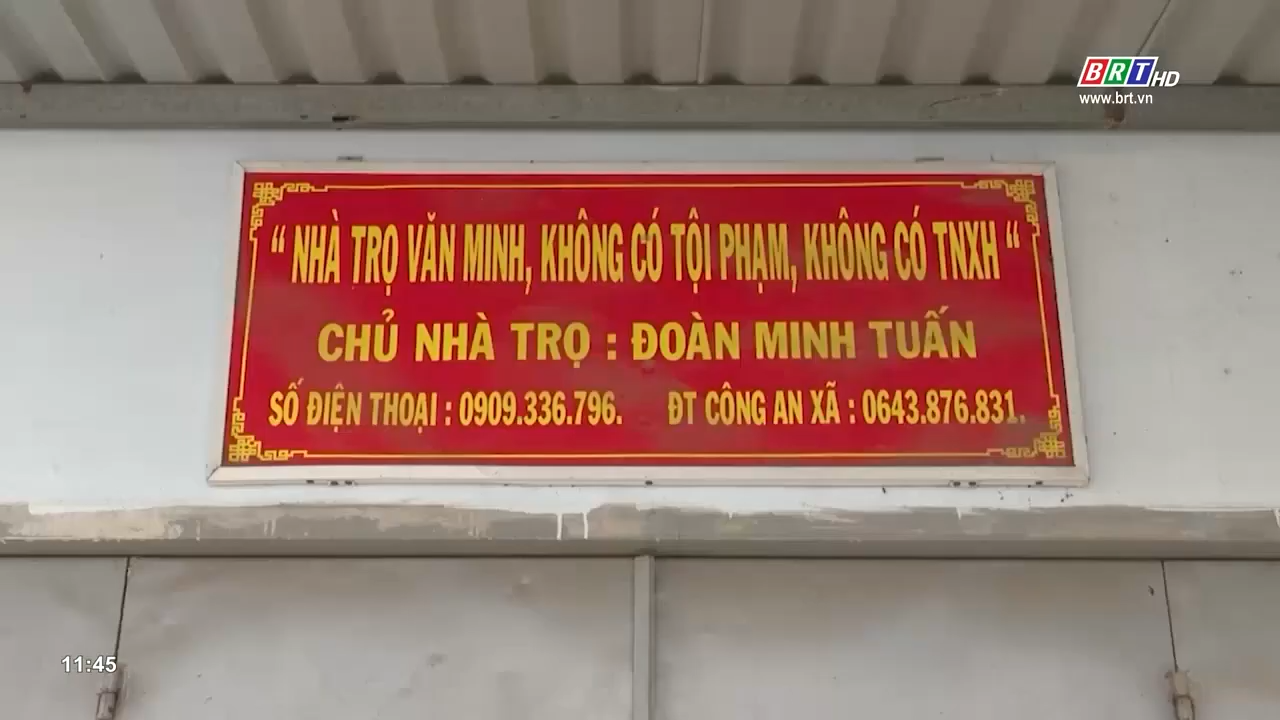 BRT HD
www.brt.vn
“ NHÀ TRỌ VĂN MINH, KHÔNG CÓ TỘI PHẠM, KHÔNG CÓ TNXH “
CHỦ NHÀ TRỌ : ĐOÀN MINH TUẤN
SỐ ĐIỆN THOẠI : 0909.336.796. ĐT CÔNG AN XÃ : 0643.876.831.
11:45